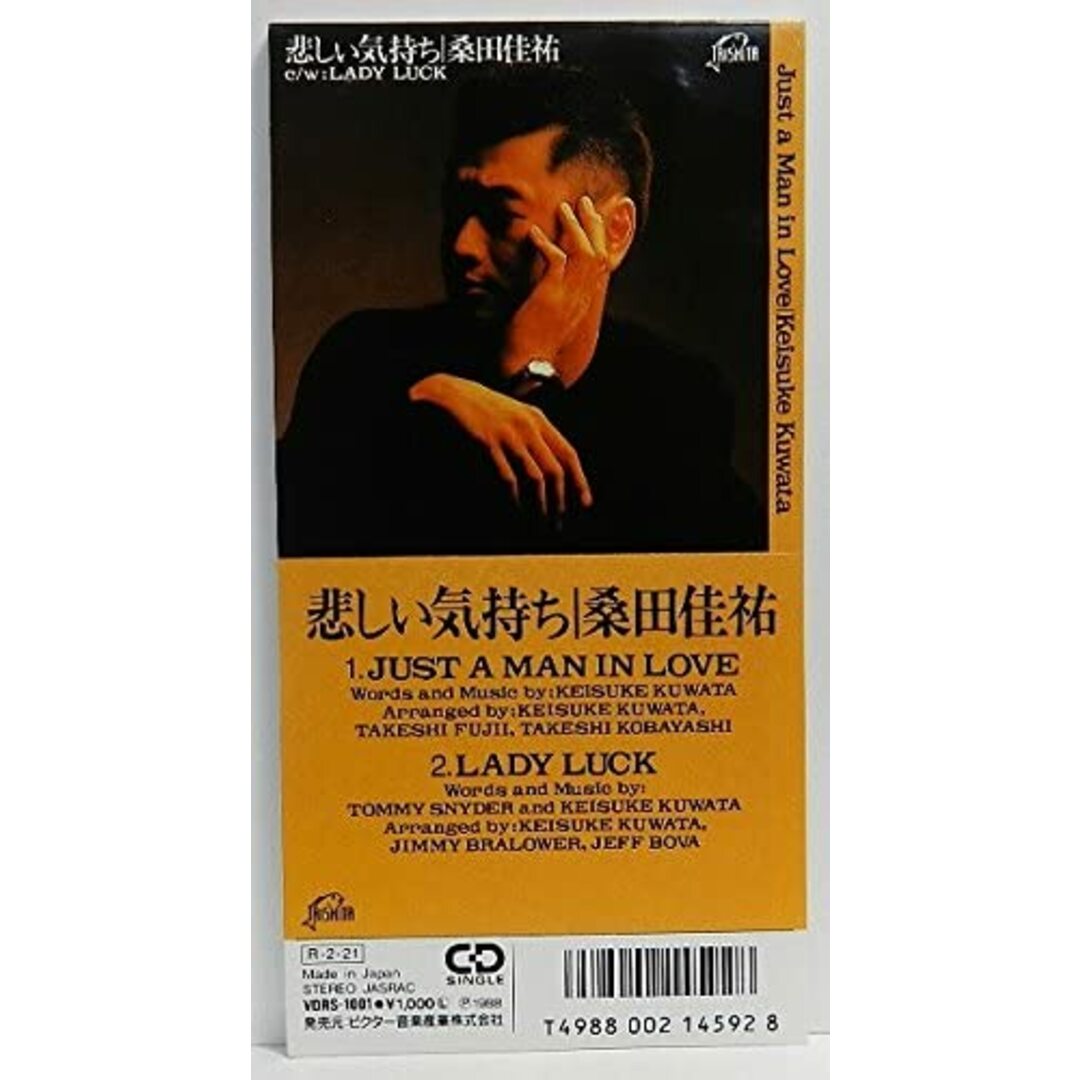 悲しい気持ち|桑田佳祐
c/w:LADY LUCK
TAISHITA
Just a Man in Love|Keisuke Kuwata
悲しい気持ち|桑田佳祐
1.JUST A MAN IN LOVE
Words and Music by:KEISUKE KUWATA
Arranged by:KEISUKE KUWATA,
TAKESHI FUJII, TAKESHI KOBAYASHI
2.LADY LUCK
Words and Music by:
TOMMY SNYDER and KEISUKE KUWATA
Arranged by:KEISUKE KUWATA,
JIMMY BRALOWER, JEFF BOVA
TAISHITA
R-2-21
Made in Japan
STEREO JASRAC
VDRS-1001●¥1,000Ⓛ ℗1988
発売元:ビクター音楽産業株式会社
CD
SINGLE
T4988 002 14592 8